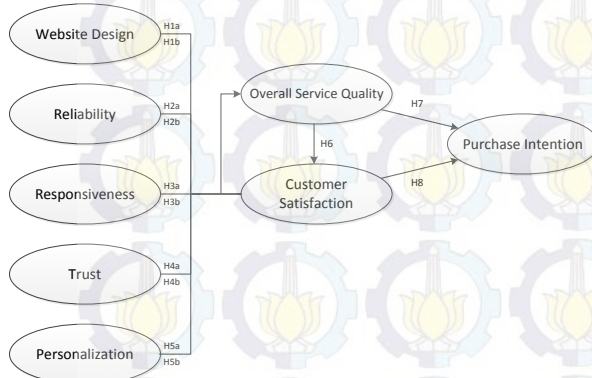 Website Design
H1a
H1b
Reliability
H2a
H2b
Responsiveness
H3a
H3b
Trust
H4a
H4b
Personalization
H5a
H5b
Overall Service Quality
H6
Customer
Satisfaction
H7
H8
Purchase Intention